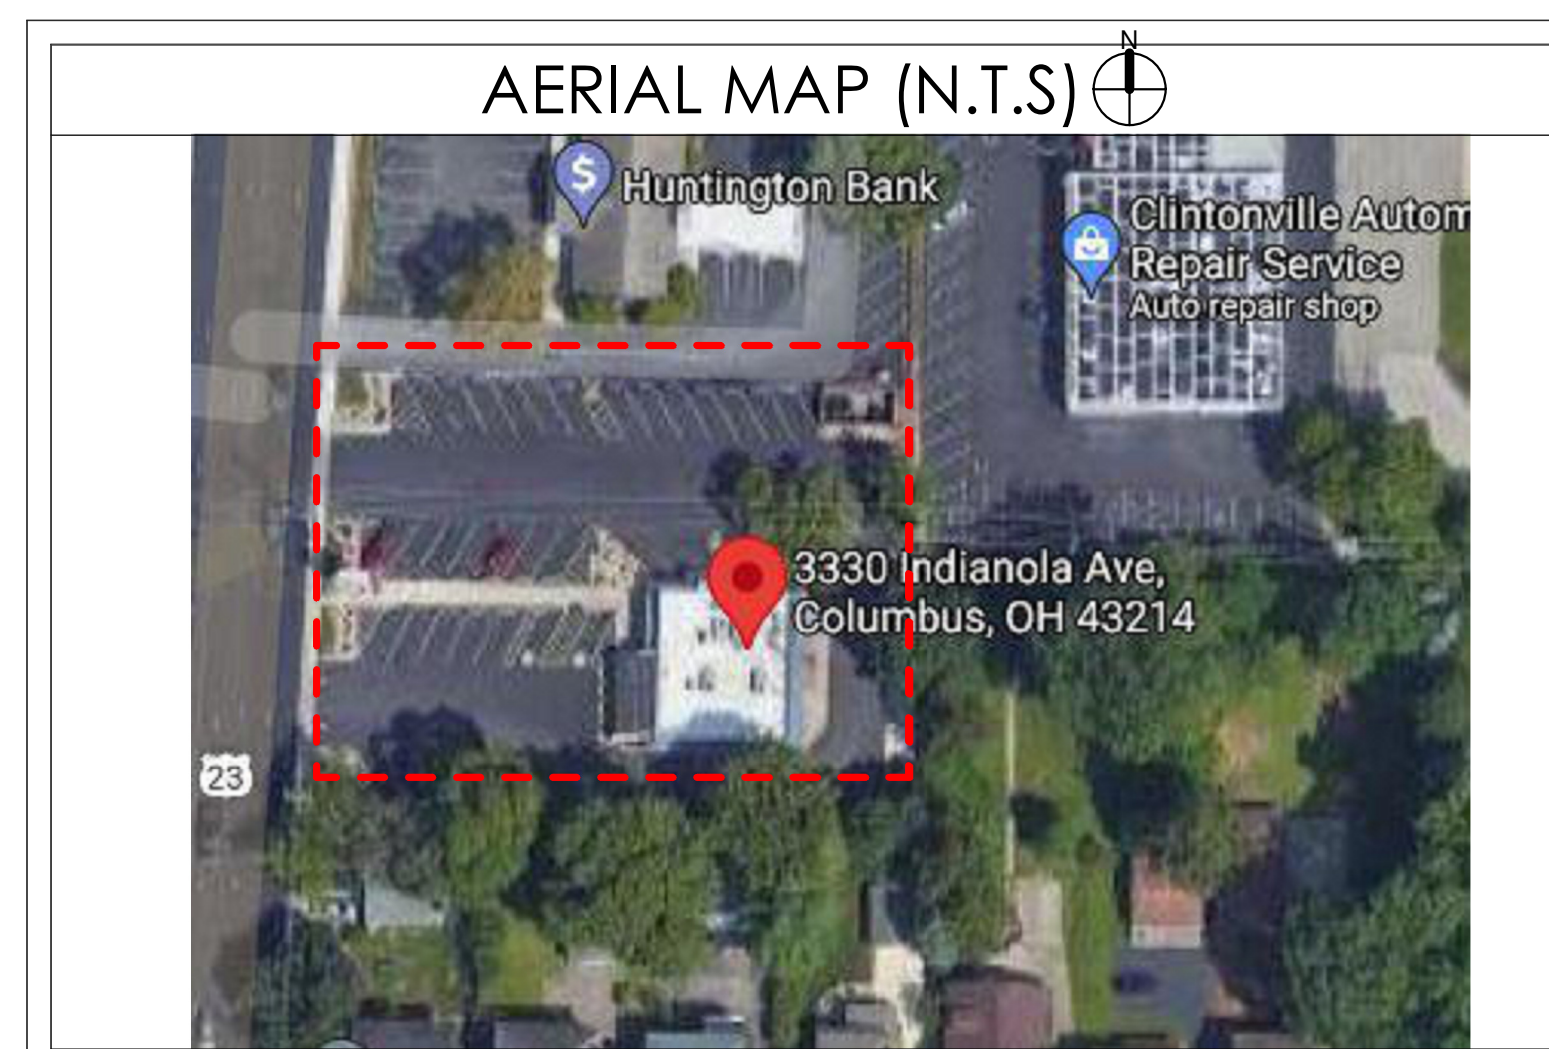 N
AERIAL MAP (N.T.S)
$
Huntington Bank
Clintonville Autom
Repair Service
Auto repair shop
3330 Indianola Ave,
Columbus, OH 43214
23